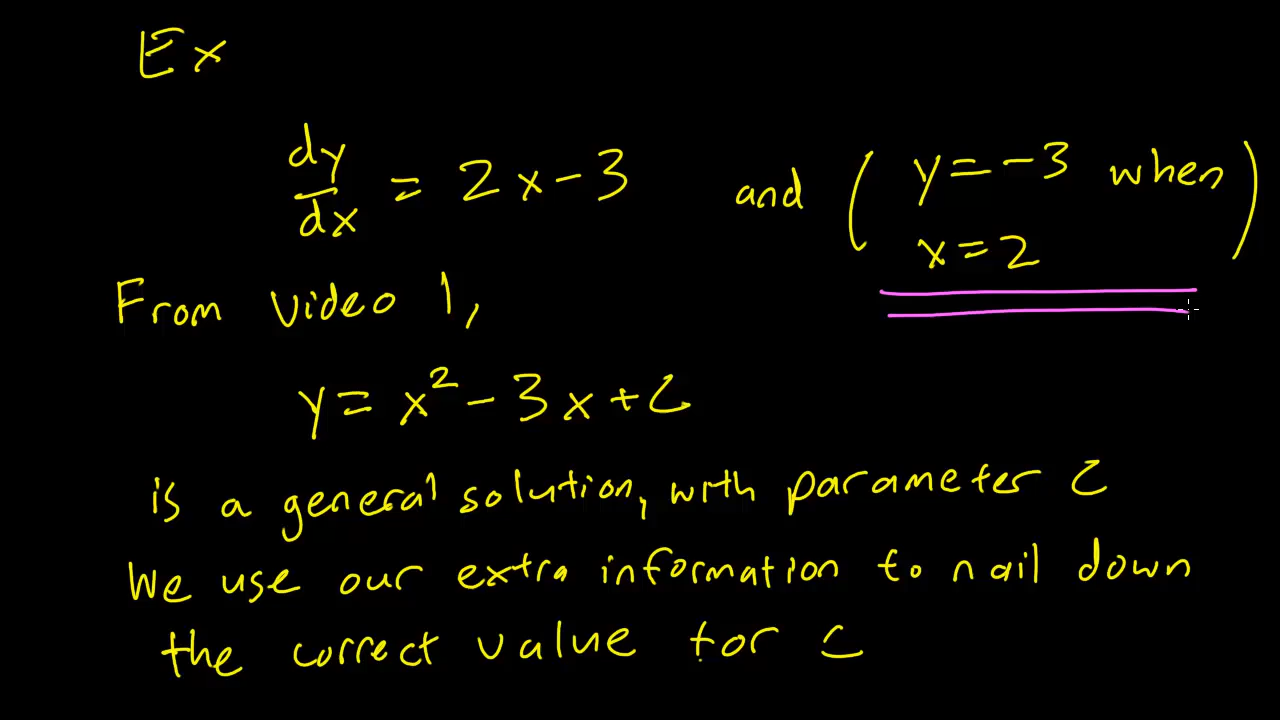 Ex
dy/dx = 2x - 3 and ( y = -3 when x = 2 )
From video 1,
y = x² - 3x + C
is a general solution, with parameter C
We use our extra information to nail down
the correct value for C